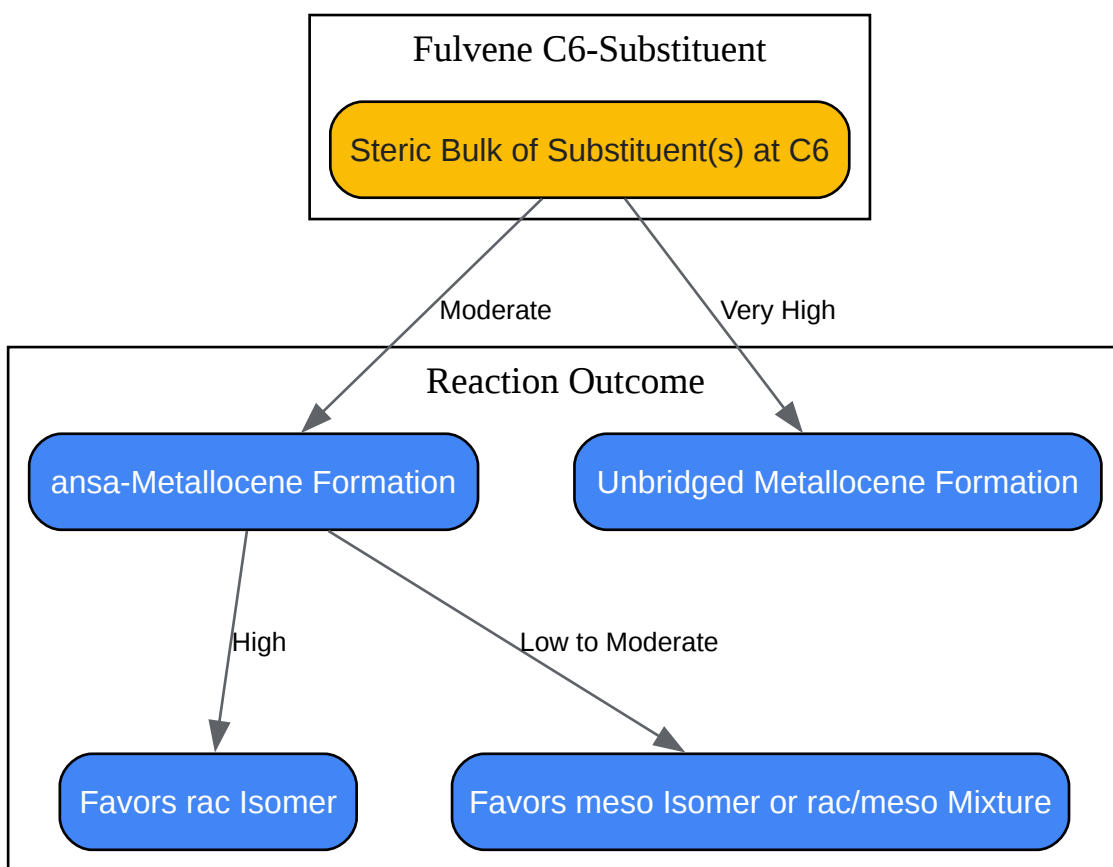 Fulvene C6-Substituent
Steric Bulk of Substituent(s) at C6
Moderate
Very High
Reaction Outcome
ansa-Metallocene Formation
Unbridged Metallocene Formation
High
Low to Moderate
Favors rac Isomer
Favors meso Isomer or rac/meso Mixture